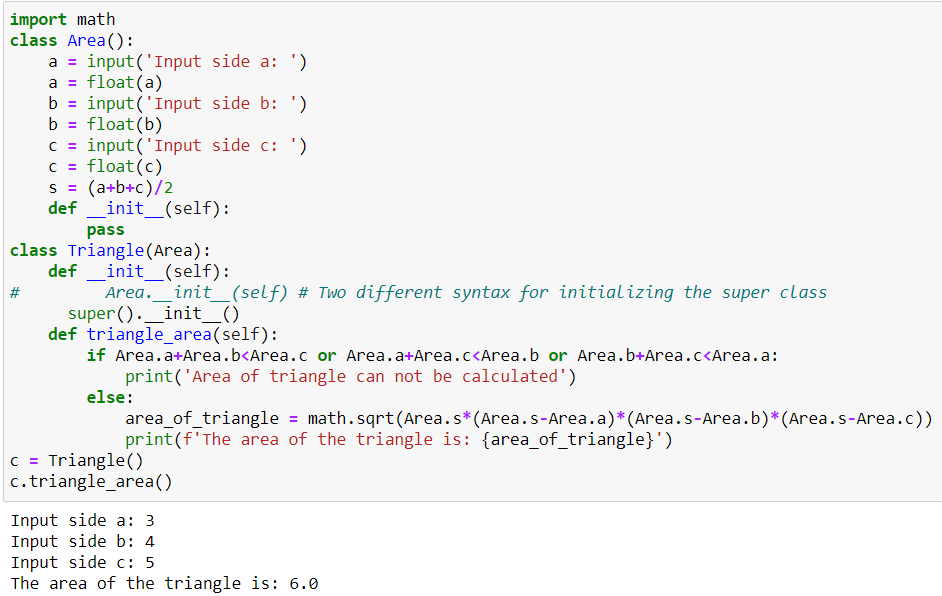 import math
class Area():
    a = input('Input side a: ')
    a = float(a)
    b = input('Input side b: ')
    b = float(b)
    c = input('Input side c: ')
    c = float(c)
    s = (a+b+c)/2
    def __init__(self):
        pass
class Triangle(Area):
    def __init__(self):
#         Area.__init__(self) # Two different syntax for initializing the super class
      super().__init__()
    def triangle_area(self):
        if Area.a+Area.b<Area.c or Area.a+Area.c<Area.b or Area.b+Area.c<Area.a:
            print('Area of triangle can not be calculated')
        else:
            area_of_triangle = math.sqrt(Area.s*(Area.s-Area.a)*(Area.s-Area.b)*(Area.s-Area.c))
            print(f'The area of the triangle is: {area_of_triangle}')
c = Triangle()
c.triangle_area()
Input side a: 3
Input side b: 4
Input side c: 5
The area of the triangle is: 6.0